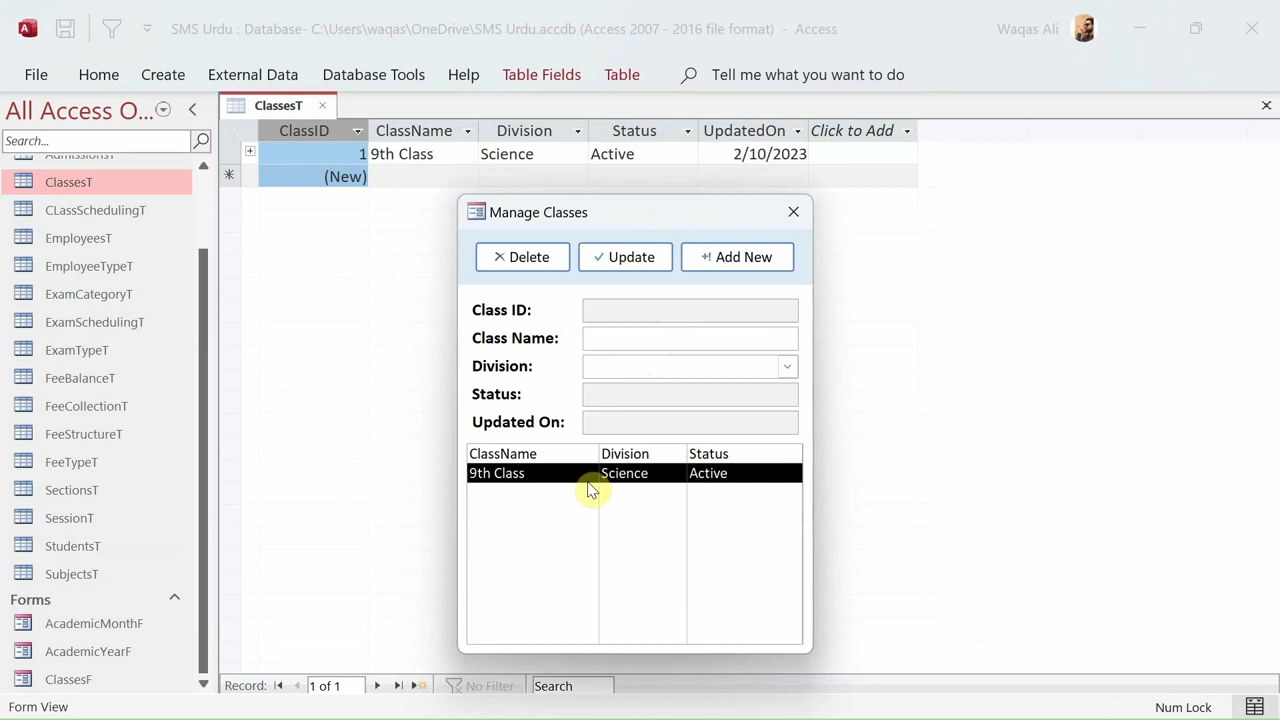 SMS Urdu : Database- C:\Users\waqas\OneDrive\SMS Urdu.accdb (Access 2007 - 2016 file format) - Access
Waqas Ali
File Home Create External Data Database Tools Help Table Fields Table Tell me what you want to do
All Access O...
Search...
AdmissionsT
ClassesT
CLassSchedulingT
EmployeesT
EmployeeTypeT
ExamCategoryT
ExamSchedulingT
ExamTypeT
FeeBalanceT
FeeCollectionT
FeeStructureT
FeeTypeT
SectionsT
SessionT
StudentsT
SubjectsT
Forms
AcademicMonthF
AcademicYearF
ClassesF
ClassesT
ClassID ClassName Division Status UpdatedOn Click to Add
1 9th Class Science Active 2/10/2023
(New)
Manage Classes
Delete Update Add New
Class ID:
Class Name:
Division:
Status:
Updated On:
ClassName Division Status
9th Class Science Active
Record: 1 of 1 No Filter Search
Form View
Num Lock